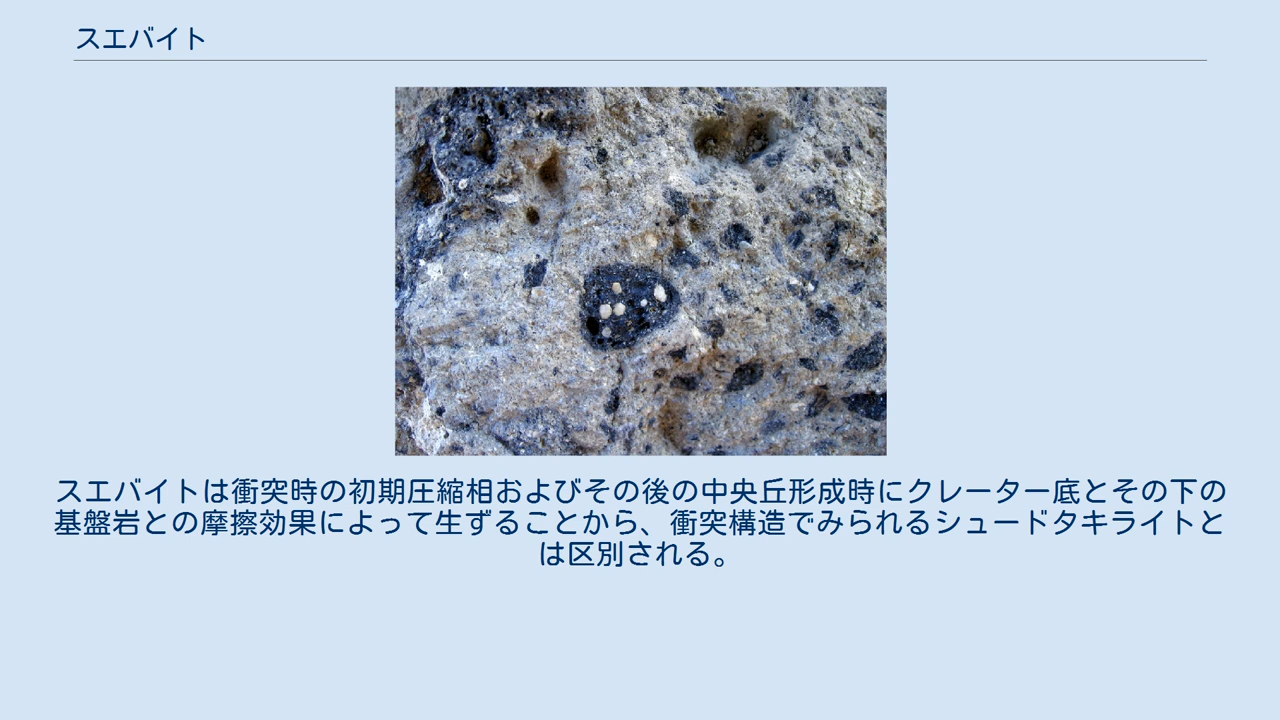 スエバイト
スエバイトは衝突時の初期圧縮相およびその後の中央丘形成時にクレーター底とその下の
基盤岩との摩擦効果によって生ずることから、衝突構造でみられるシュードタキライトと
は区別される。